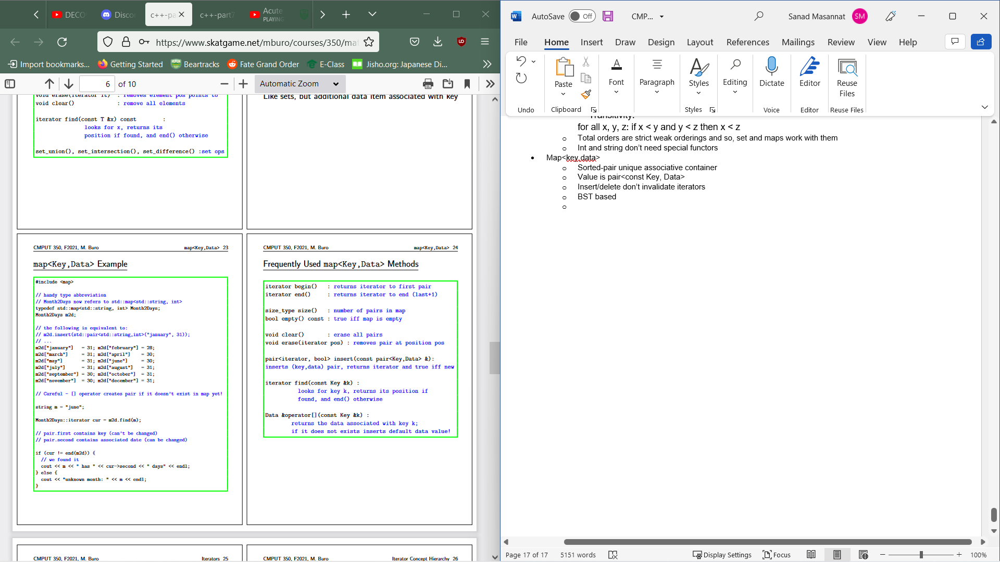 DECO
Disco
c++-pa
c++-part7
Acute
PLAYING
https://www.skatgame.net/mburo/courses/350/mat
Import bookmarks...
Getting Started
Beartracks
Fate Grand Order
E-Class
Jisho.org: Japanese Di...
6 of 10
Automatic Zoom
void erase(iterator it) : removes element pos points to
void clear() : remove all elements
iterator find(const T &x) const :
looks for x, returns its
position if found, and end() otherwise
set_union(), set_intersection(), set_difference() :set ops
Like sets, but additional data item associated with key
CMPUT 350, F2021, M. Buro map<Key,Data> 23
map<Key,Data> Example
#include <map>
// handy type abbreviation
// Month2Days now refers to std::map<std::string, int>
typedef std::map<std::string, int> Month2Days;
Month2Days m2d;
// the following is equivalent to:
// m2d.insert(std::pair<std::string,int>("january", 31));
// ...
m2d["january"] = 31; m2d["february"] = 28;
m2d["march"] = 31; m2d["april"] = 30;
m2d["may"] = 31; m2d["june"] = 30;
m2d["july"] = 31; m2d["august"] = 31;
m2d["september"] = 30; m2d["october"] = 31;
m2d["november"] = 30; m2d["december"] = 31;
// Careful - [] operator creates pair if it doesn't exist in map yet!
string m = "june";
Month2Days::iterator cur = m2d.find(m);
// pair.first contains key (can't be changed)
// pair.second contains associated date (can be changed)
if (cur != end(m2d)) {
// we found it
cout << m << " has " << cur->second << " days" << endl;
} else {
cout << "unknown month: " << m << endl;
}
CMPUT 350, F2021, M. Buro map<Key,Data> 24
Frequently Used map<Key,Data> Methods
iterator begin() : returns iterator to first pair
iterator end() : returns iterator to end (last+1)
size_type size() : number of pairs in map
bool empty() const : true iff map is empty
void clear() : erase all pairs
void erase(iterator pos) : removes pair at position pos
pair<iterator, bool> insert(const pair<Key,Data> &):
inserts (key,data) pair, returns iterator and true iff new
iterator find(const Key &k) :
looks for key k, returns its position if
found, and end() otherwise
Data &operator[](const Key &k) :
returns the data associated with key k;
if it does not exists inserts default data value!
CMPUT 350, F2021, M. Buro Iterators 25
CMPUT 350, F2021, M. Buro Iterator Concept Hierarchy 26
AutoSave Off
CMP...
Sanad Masannat SM
File Home Insert Draw Design Layout References Mailings Review View Help
Paste
Font
Paragraph
Styles
Editing
Dictate
Editor
Reuse
Files
Undo
Clipboard
Styles
Voice
Editor
Reuse Files
Transitivity:
for all x, y, z: if x < y and y < z then x < z
o Total orders are strict weak orderings and so, set and maps work with them
o Int and string don't need special functors
• Map<key,data>
o Sorted-pair unique associative container
o Value is pair<const Key, Data>
o Insert/delete don't invalidate iterators
o BST based
o
Page 17 of 17 5151 words Display Settings Focus 100%